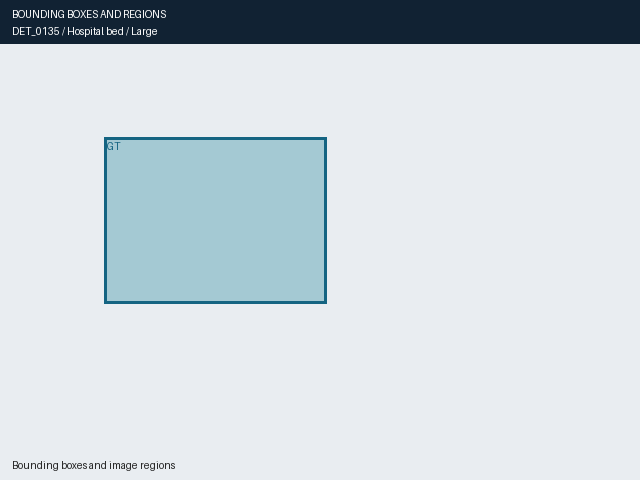 BOUNDING BOXES AND REGIONS
DET_0135 / Hospital bed / Large
GT
Bounding boxes and image regions